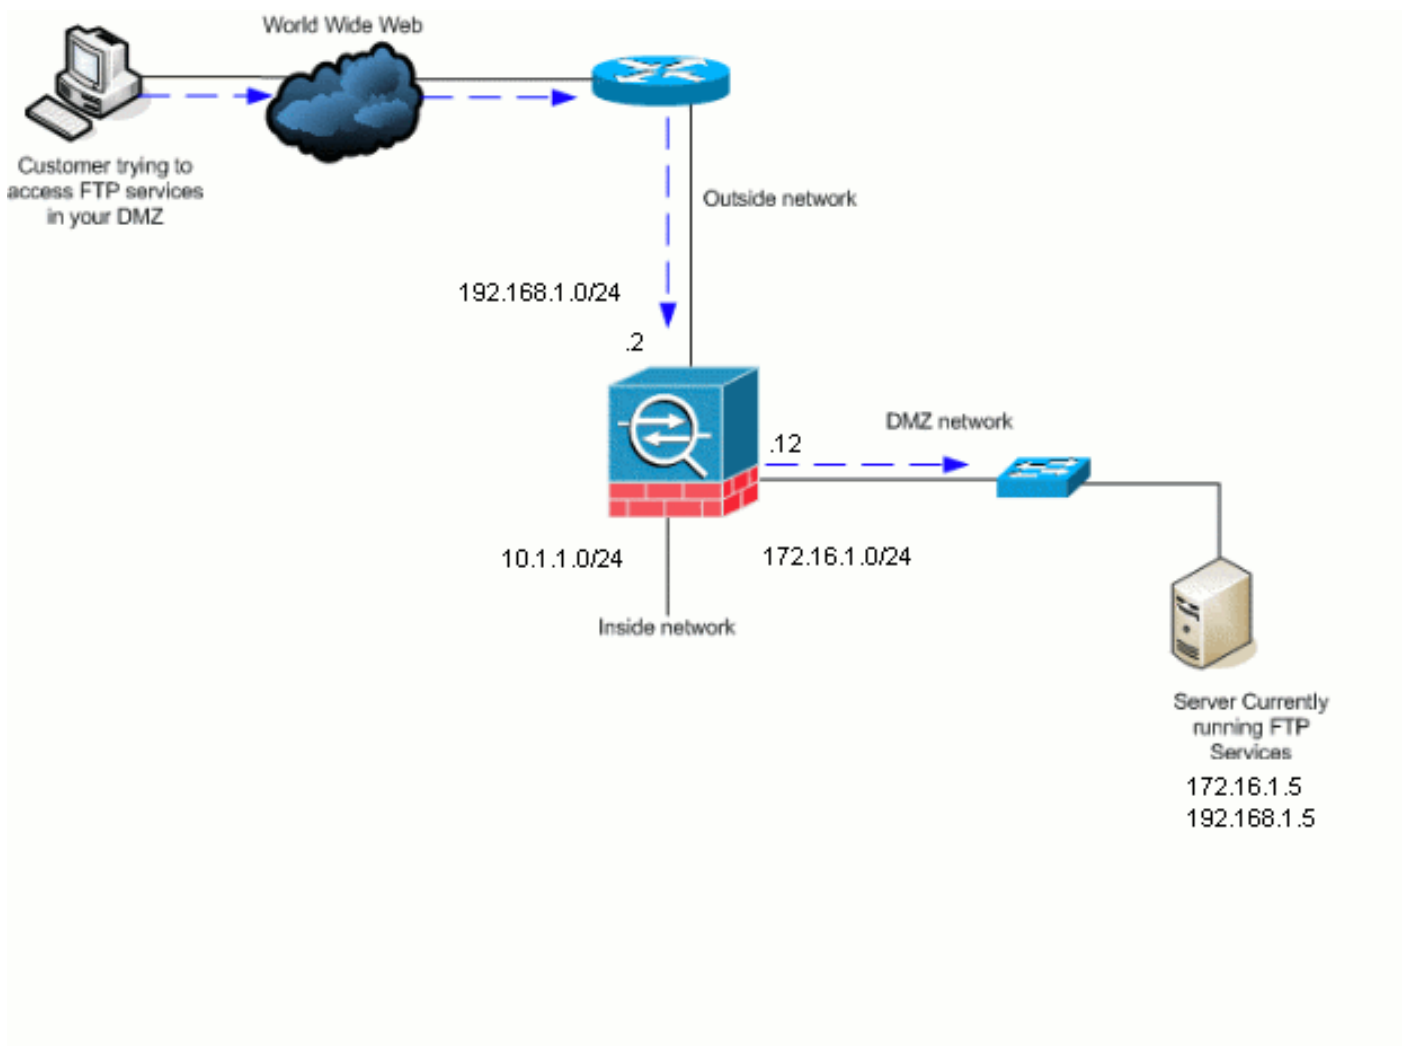 World Wide Web
Customer trying to
access FTP services
in your DMZ
Outside network
192.168.1.0/24
.2
DMZ network
.12
10.1.1.0/24
172.16.1.0/24
Inside network
Server Currently
running FTP
Services
172.16.1.5
192.168.1.5